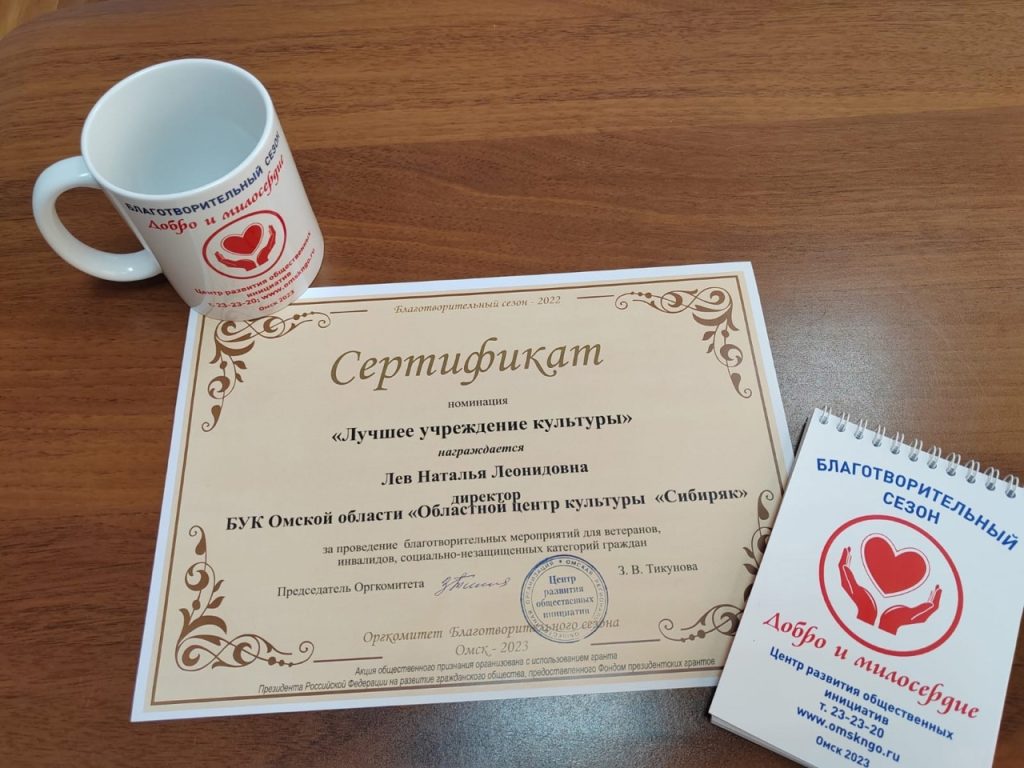 БЛАГОТВОРИТЕЛЬНЫЙ СЕЗОН
Добро и милосердие
Центр развития общественных
инициатив
т. 23-23-20; www.omskngo.ru
Омск 2023
Благотворительный сезон - 2022
Сертификат
номинация
«Лучшее учреждение культуры»
награждается
Лев Наталья Леонидовна
директор
БУК Омской области «Областной центр культуры «Сибиряк»
за проведение благотворительных мероприятий для ветеранов,
инвалидов, социально-незащищенных категорий граждан
Председатель Оргкомитета
З. В. Тикунова
Центр
развития
общественных
инициатив
Оргкомитет Благотворительного сезона
Омск - 2023
Акция общественного признания организована с использованием гранта
Президента Российской Федерации на развитие гражданского общества, предоставленного Фондом президентских грантов
БЛАГОТВОРИТЕЛЬНЫЙ
СЕЗОН
Добро и милосердие
Центр развития общественных
инициатив
т. 23-23-20
www.omskngo.ru
Омск 2023